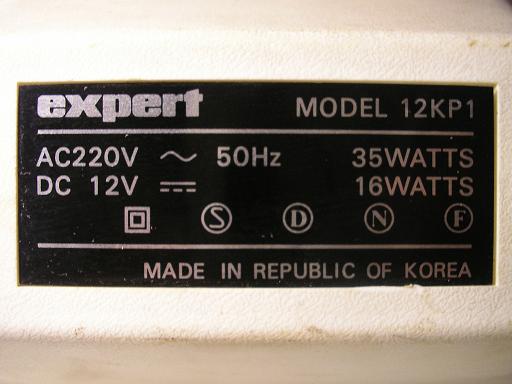 expert MODEL 12KP1
AC220V ~ 50Hz 35WATTS
DC 12V ⎓ 16WATTS
S D N F
MADE IN REPUBLIC OF KOREA